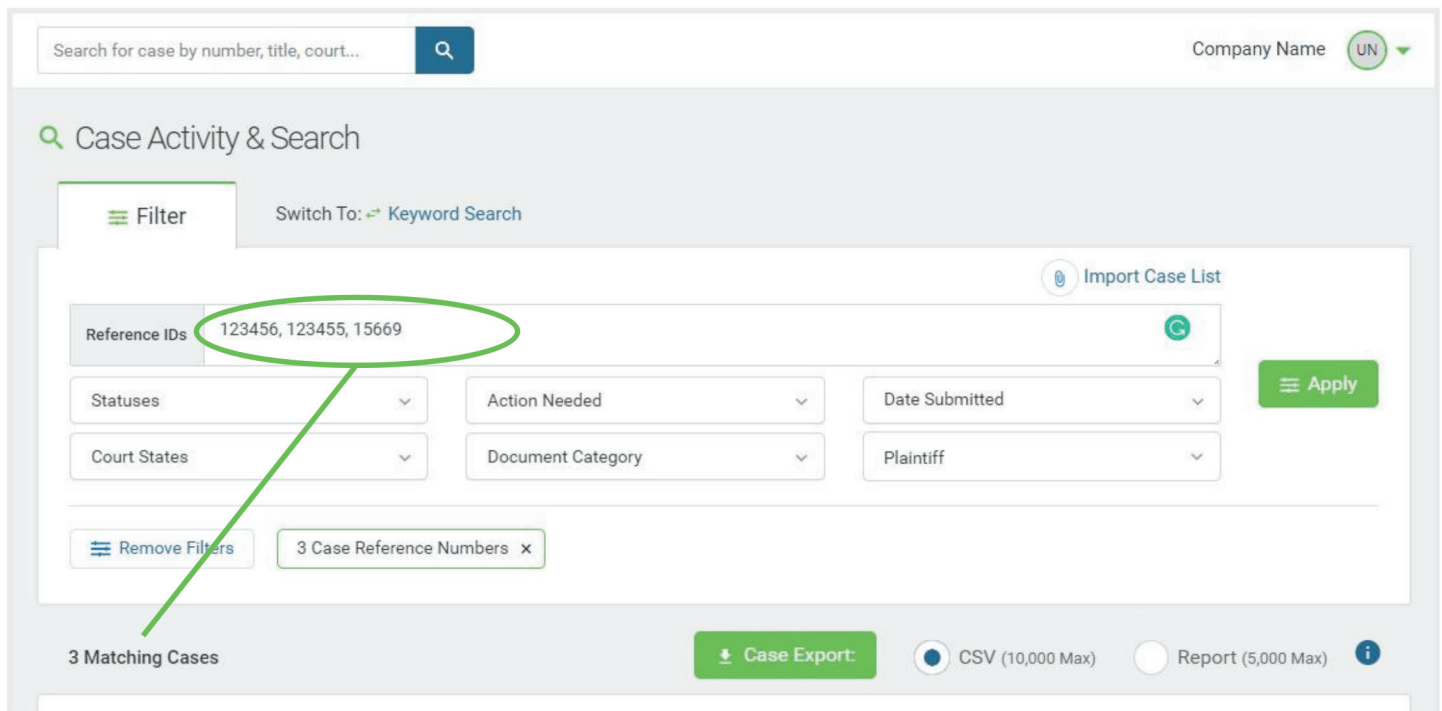 Search for case by number, title, court...
Company Name UN
Case Activity & Search
Filter Switch To: Keyword Search
Import Case List
Reference IDs 123456, 123455, 15669
Statuses Action Needed Date Submitted
Apply
Court States Document Category Plaintiff
Remove Filters 3 Case Reference Numbers x
3 Matching Cases Case Export: CSV (10,000 Max) Report (5,000 Max)